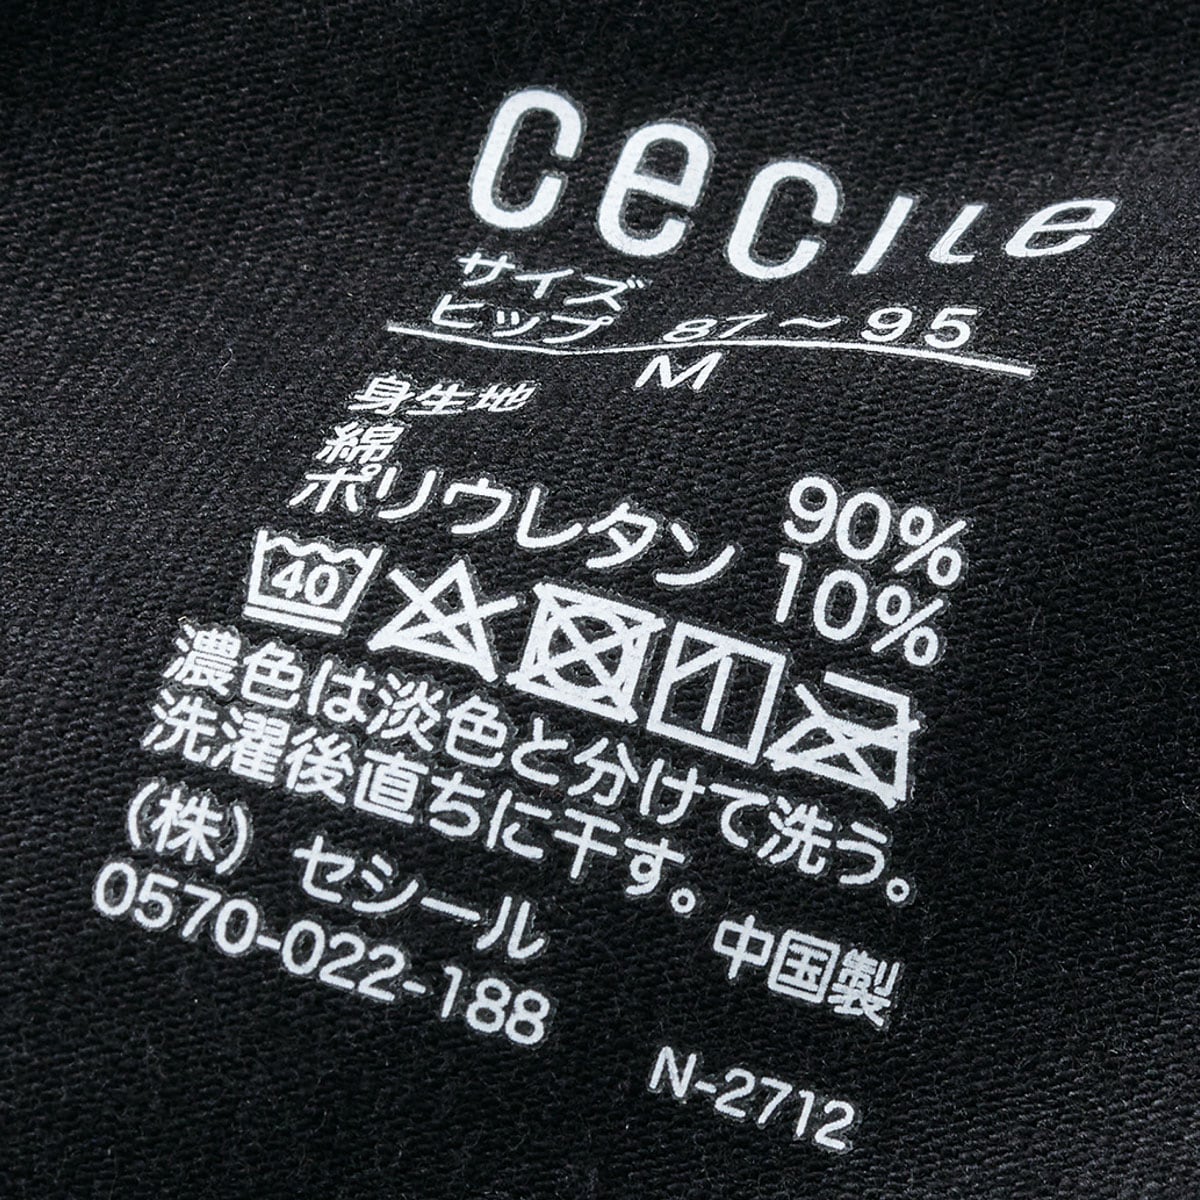 cecile
サイズ
ヒップ 87～95
M
身生地
綿 90%
ポリウレタン 10%
40
濃色は淡色と分けて洗う。
洗濯後直ちに干す。
(株) セシール 中国製
0570-022-188
N-2712